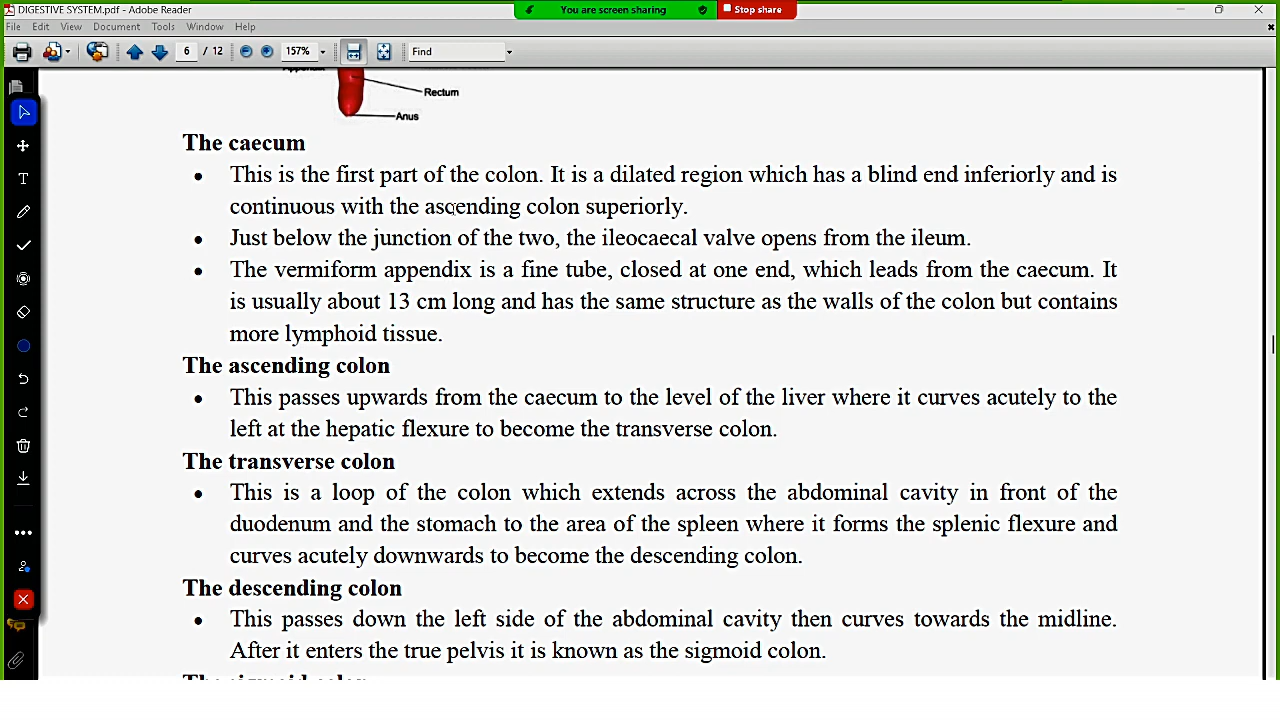 DIGESTIVE SYSTEM.pdf - Adobe Reader
You are screen sharing
Stop share
File Edit View Document Tools Window Help
6 / 12 157% Find
Rectum
Anus
The caecum
• This is the first part of the colon. It is a dilated region which has a blind end inferiorly and is
continuous with the ascending colon superiorly.
• Just below the junction of the two, the ileocaecal valve opens from the ileum.
• The vermiform appendix is a fine tube, closed at one end, which leads from the caecum. It
is usually about 13 cm long and has the same structure as the walls of the colon but contains
more lymphoid tissue.
The ascending colon
• This passes upwards from the caecum to the level of the liver where it curves acutely to the
left at the hepatic flexure to become the transverse colon.
The transverse colon
• This is a loop of the colon which extends across the abdominal cavity in front of the
duodenum and the stomach to the area of the spleen where it forms the splenic flexure and
curves acutely downwards to become the descending colon.
The descending colon
• This passes down the left side of the abdominal cavity then curves towards the midline.
After it enters the true pelvis it is known as the sigmoid colon.